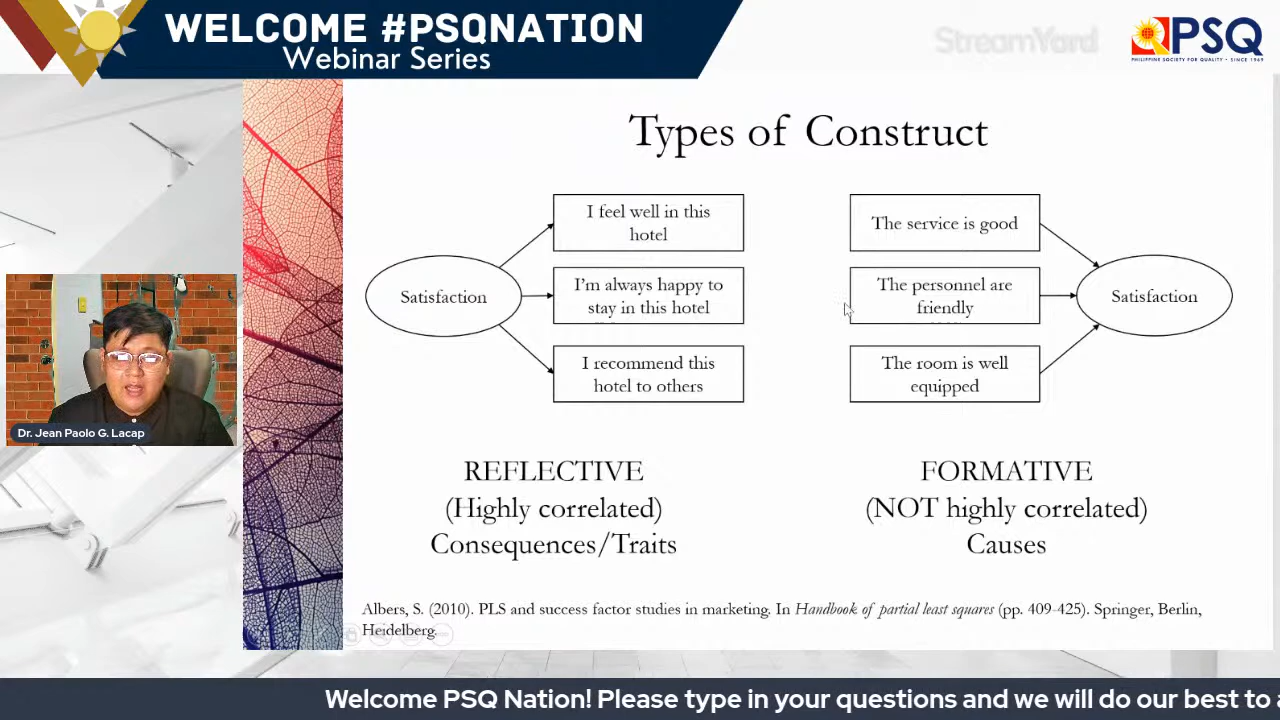 WELCOME #PSQNATION
Webinar Series
StreamYard
PSQ
PHILIPPINE SOCIETY FOR QUALITY - SINCE 1969
Types of Construct
Satisfaction
I feel well in this
hotel
I'm always happy to
stay in this hotel
I recommend this
hotel to others
The service is good
The personnel are
friendly
The room is well
equipped
Satisfaction
REFLECTIVE
(Highly correlated)
Consequences/Traits
FORMATIVE
(NOT highly correlated)
Causes
Albers, S. (2010). PLS and success factor studies in marketing. In Handbook of partial least squares (pp. 409-425). Springer, Berlin,
Heidelberg.
Dr. Jean Paolo G. Lacap
Welcome PSQ Nation! Please type in your questions and we will do our best to a